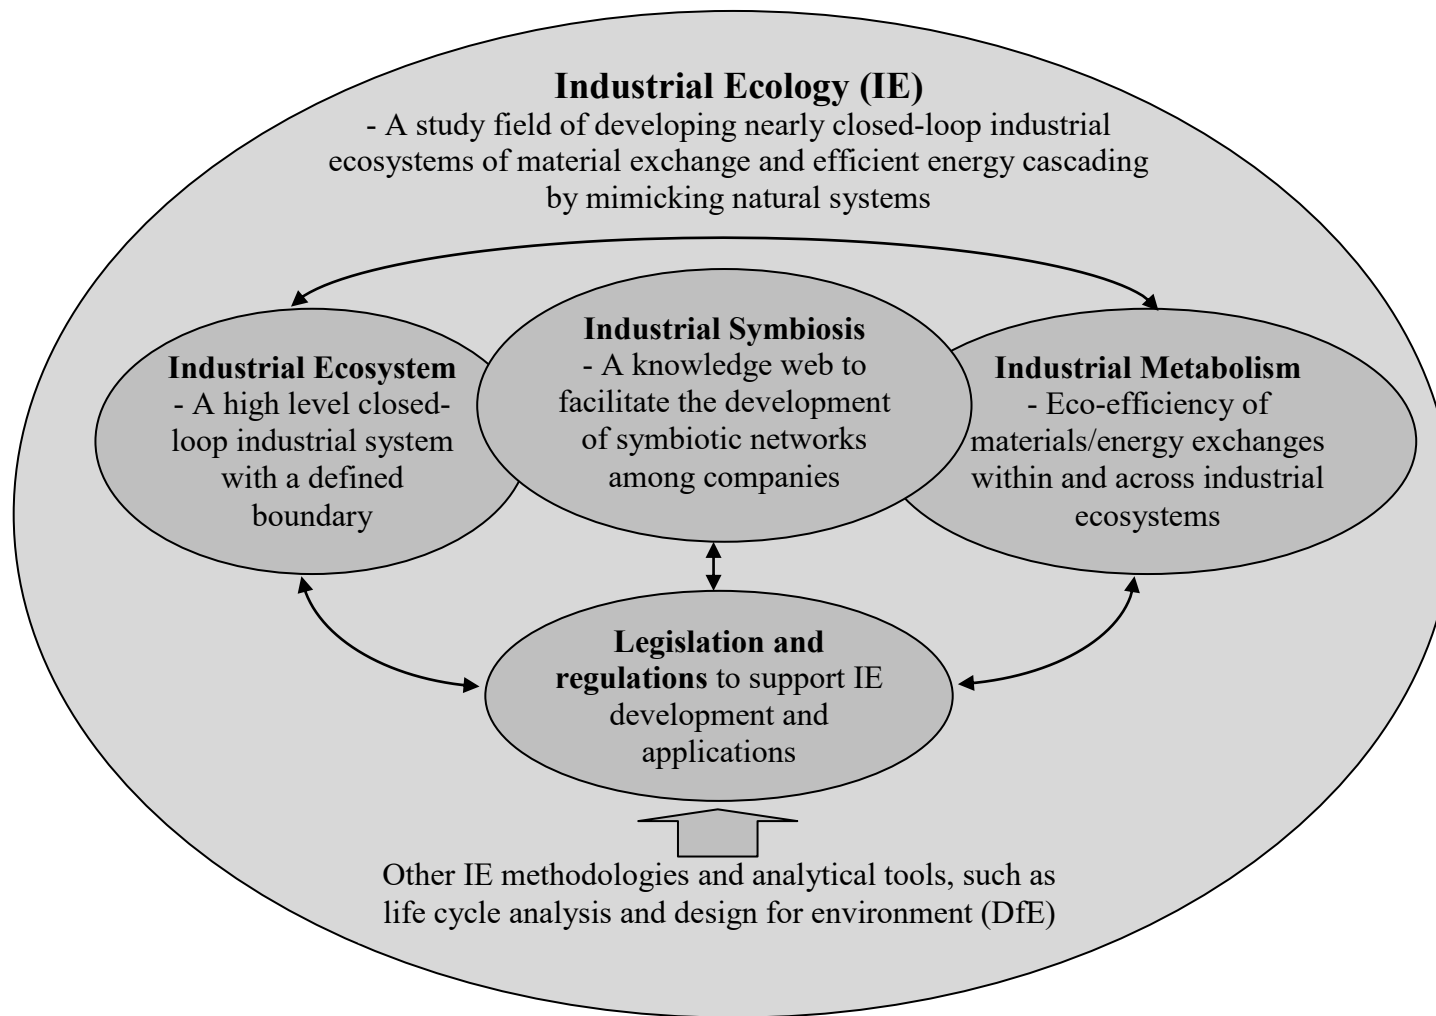 Industrial Ecology (IE)
- A study field of developing nearly closed-loop industrial
ecosystems of material exchange and efficient energy cascading
by mimicking natural systems
Industrial Ecosystem
- A high level closed-
loop industrial system
with a defined
boundary
Industrial Symbiosis
- A knowledge web to
facilitate the development
of symbiotic networks
among companies
Industrial Metabolism
- Eco-efficiency of
materials/energy exchanges
within and across industrial
ecosystems
Legislation and
regulations to support IE
development and
applications
Other IE methodologies and analytical tools, such as
life cycle analysis and design for environment (DfE)